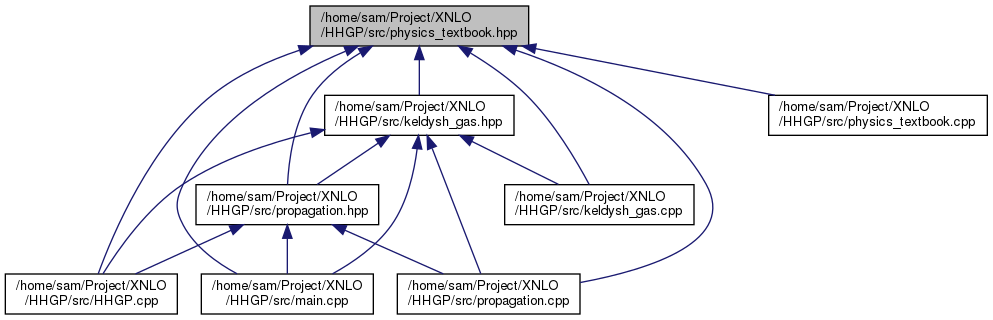 /home/sam/Project/XNLO
/HHGP/src/physics_textbook.hpp
/home/sam/Project/XNLO
/HHGP/src/keldysh_gas.hpp
/home/sam/Project/XNLO
/HHGP/src/physics_textbook.cpp
/home/sam/Project/XNLO
/HHGP/src/propagation.hpp
/home/sam/Project/XNLO
/HHGP/src/keldysh_gas.cpp
/home/sam/Project/XNLO
/HHGP/src/HHGP.cpp
/home/sam/Project/XNLO
/HHGP/src/main.cpp
/home/sam/Project/XNLO
/HHGP/src/propagation.cpp